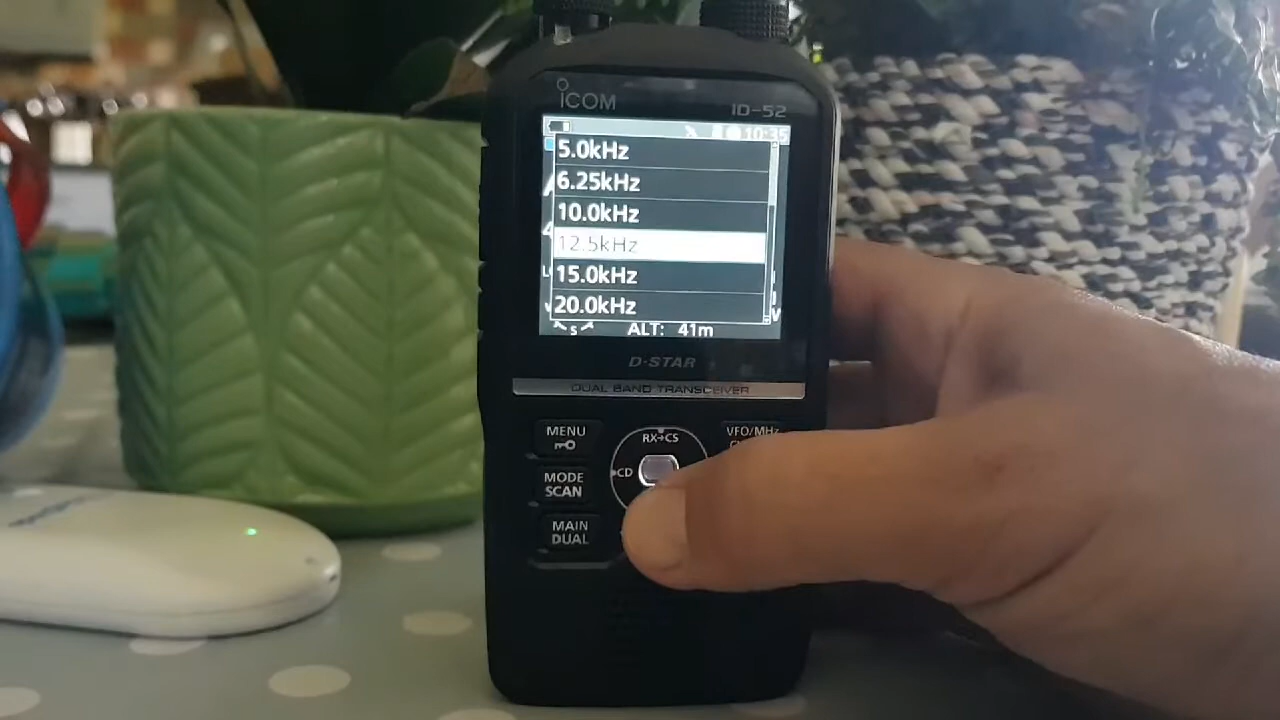 ICOM
ID-52
10:35
5.0kHz
6.25kHz
10.0kHz
12.5kHz
15.0kHz
20.0kHz
S
ALT: 41m
D-STAR
DUAL BAND TRANSCEIVER
MENU
RX→CS
VFO/MHz
CD
MODE
SCAN
MAIN
DUAL